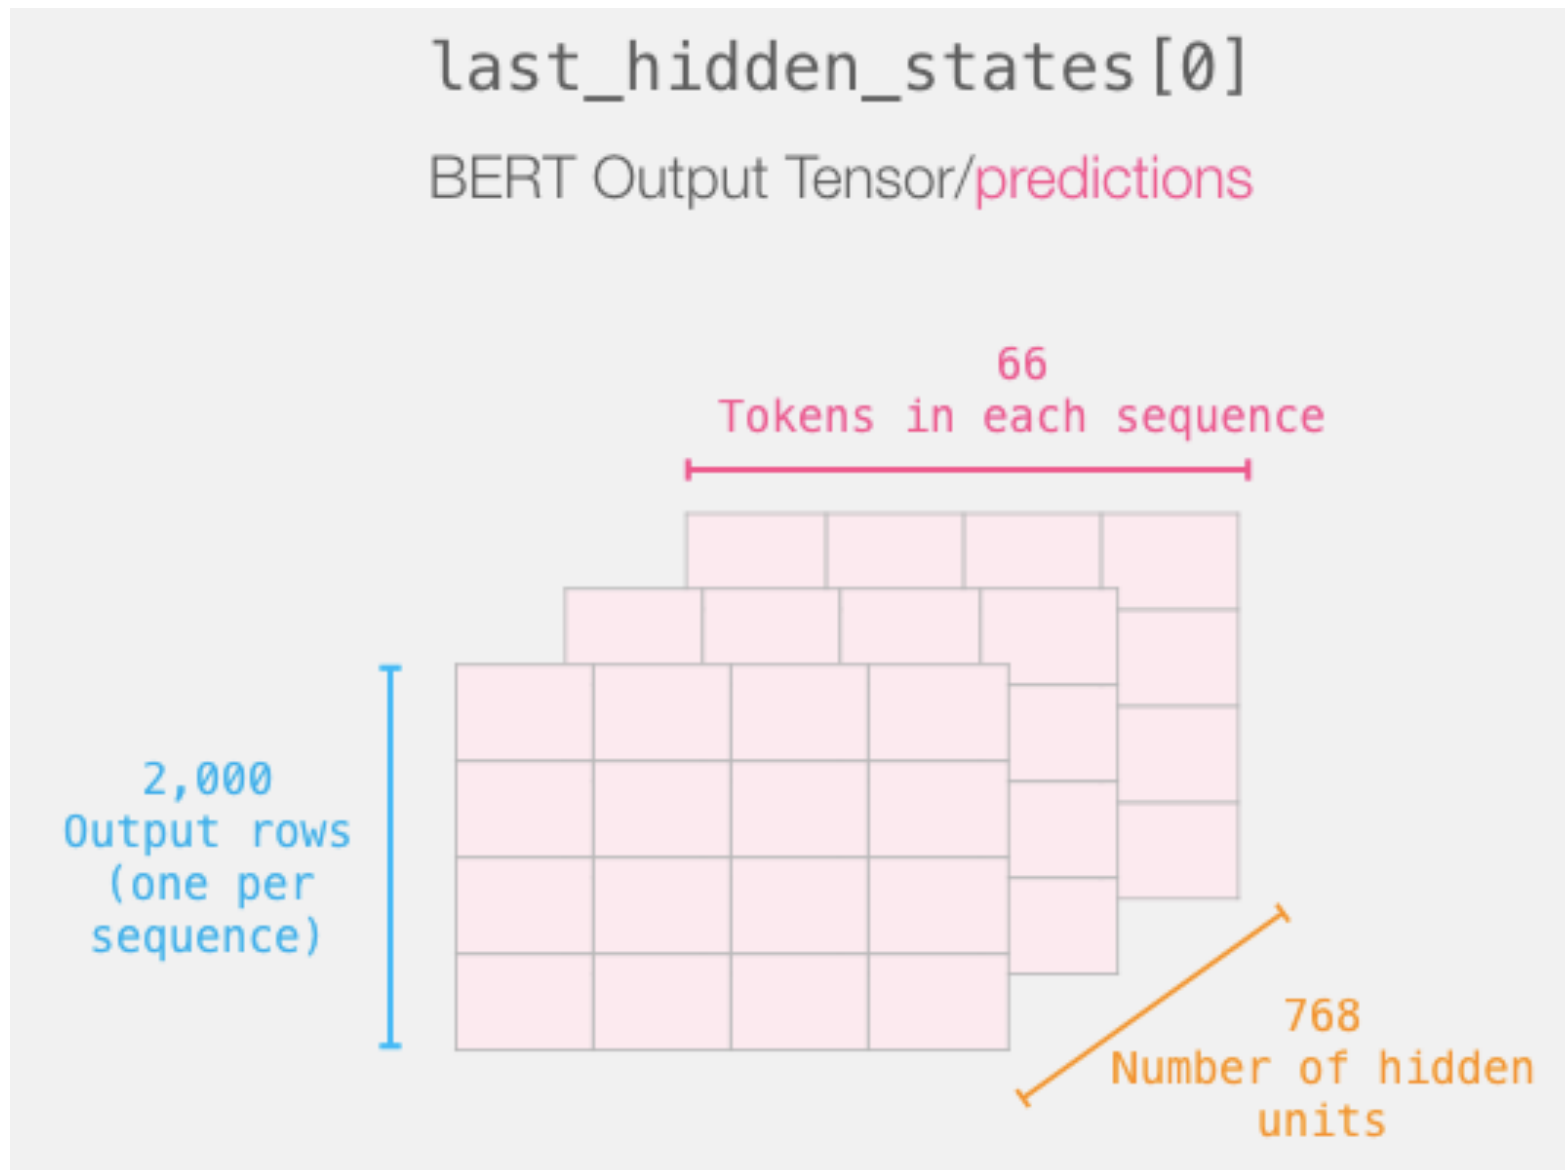 last_hidden_states[0]
BERT Output Tensor/predictions
66
Tokens in each sequence
2,000
Output rows
(one per
sequence)
768
Number of hidden
units